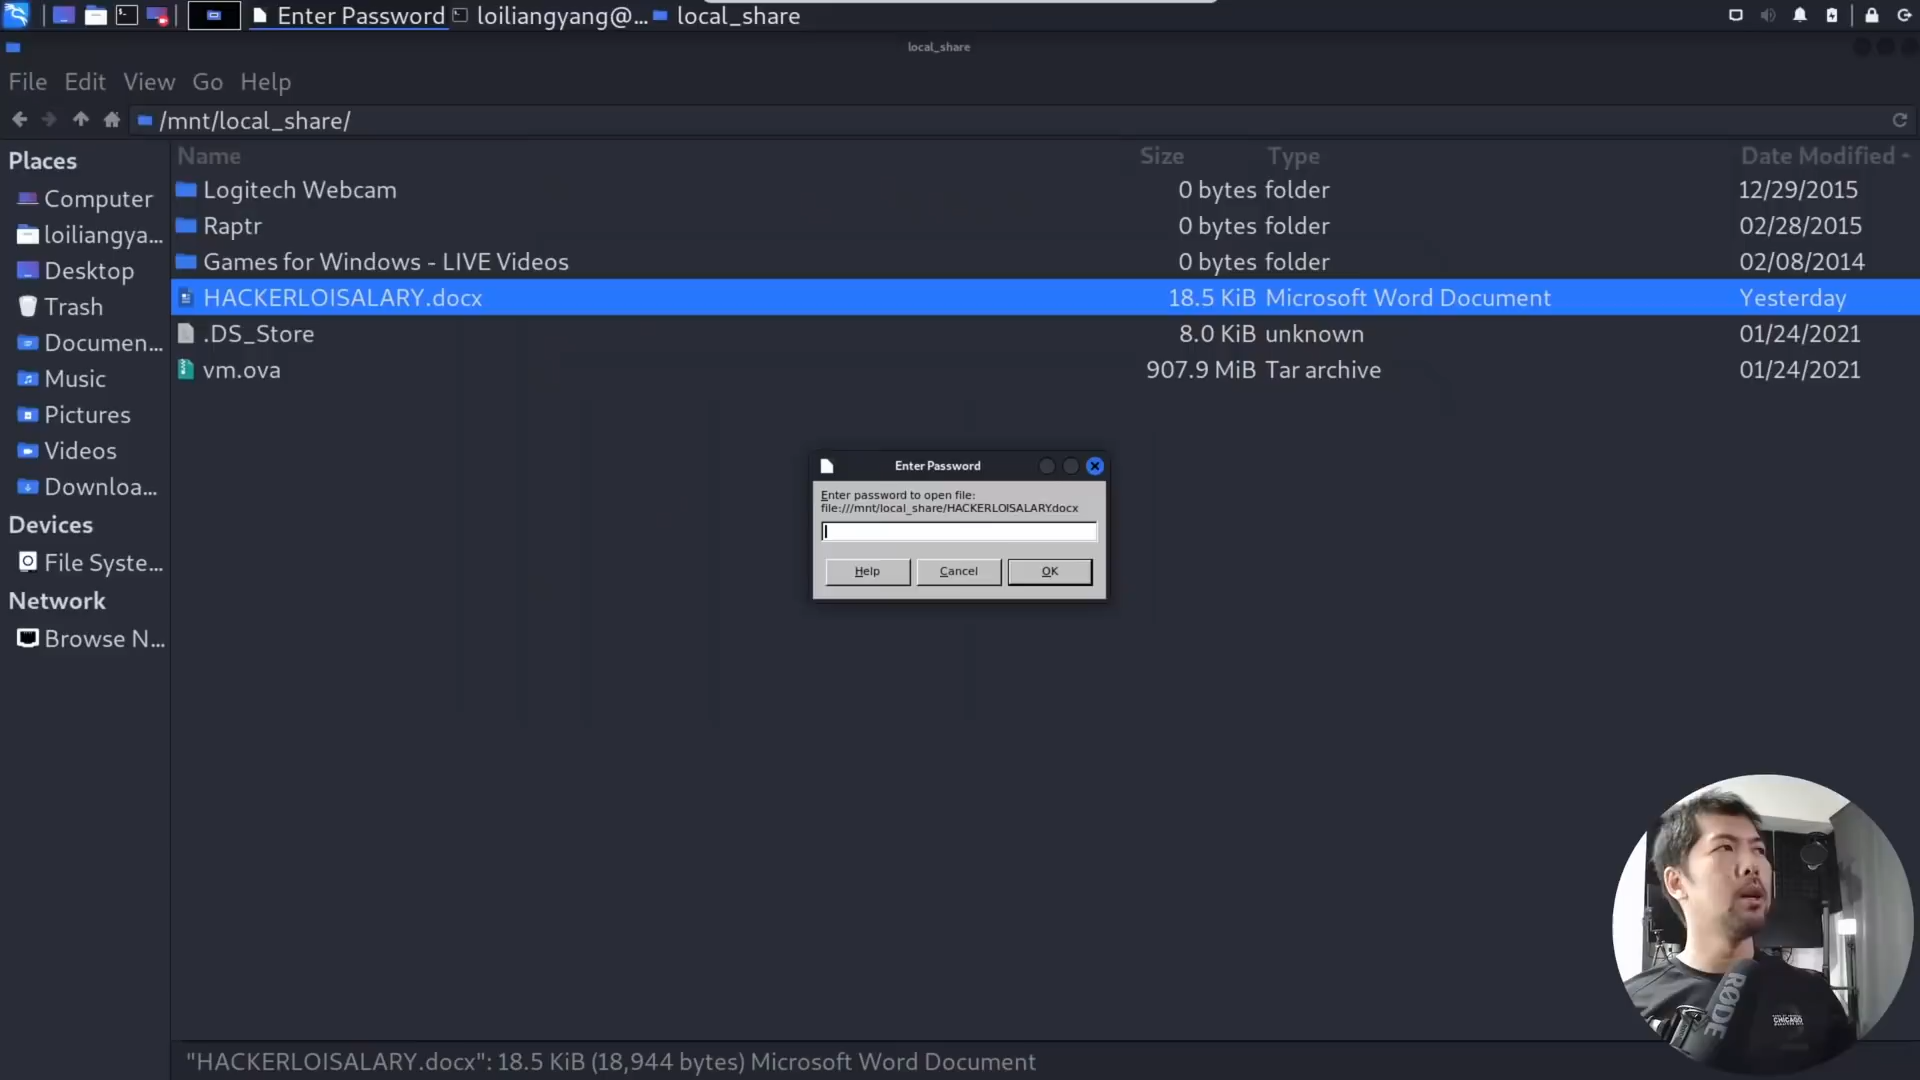 Enter Password loiliangyang@... local_share
local_share
File Edit View Go Help
/mnt/local_share/
Places
Computer
loiliangya...
Desktop
Trash
Documen...
Music
Pictures
Videos
Downloa...
Devices
File Syste...
Network
Browse N...
Name Size Type Date Modified
Logitech Webcam 0 bytes folder 12/29/2015
Raptr 0 bytes folder 02/28/2015
Games for Windows - LIVE Videos 0 bytes folder 02/08/2014
HACKERLOISALARY.docx 18.5 KiB Microsoft Word Document Yesterday
.DS_Store 8.0 KiB unknown 01/24/2021
vm.ova 907.9 MiB Tar archive 01/24/2021
Enter Password
Enter password to open file:
file:///mnt/local_share/HACKERLOISALARY.docx
Help Cancel OK
RØDE
CHICAGO
"HACKERLOISALARY.docx": 18.5 KiB (18,944 bytes) Microsoft Word Document